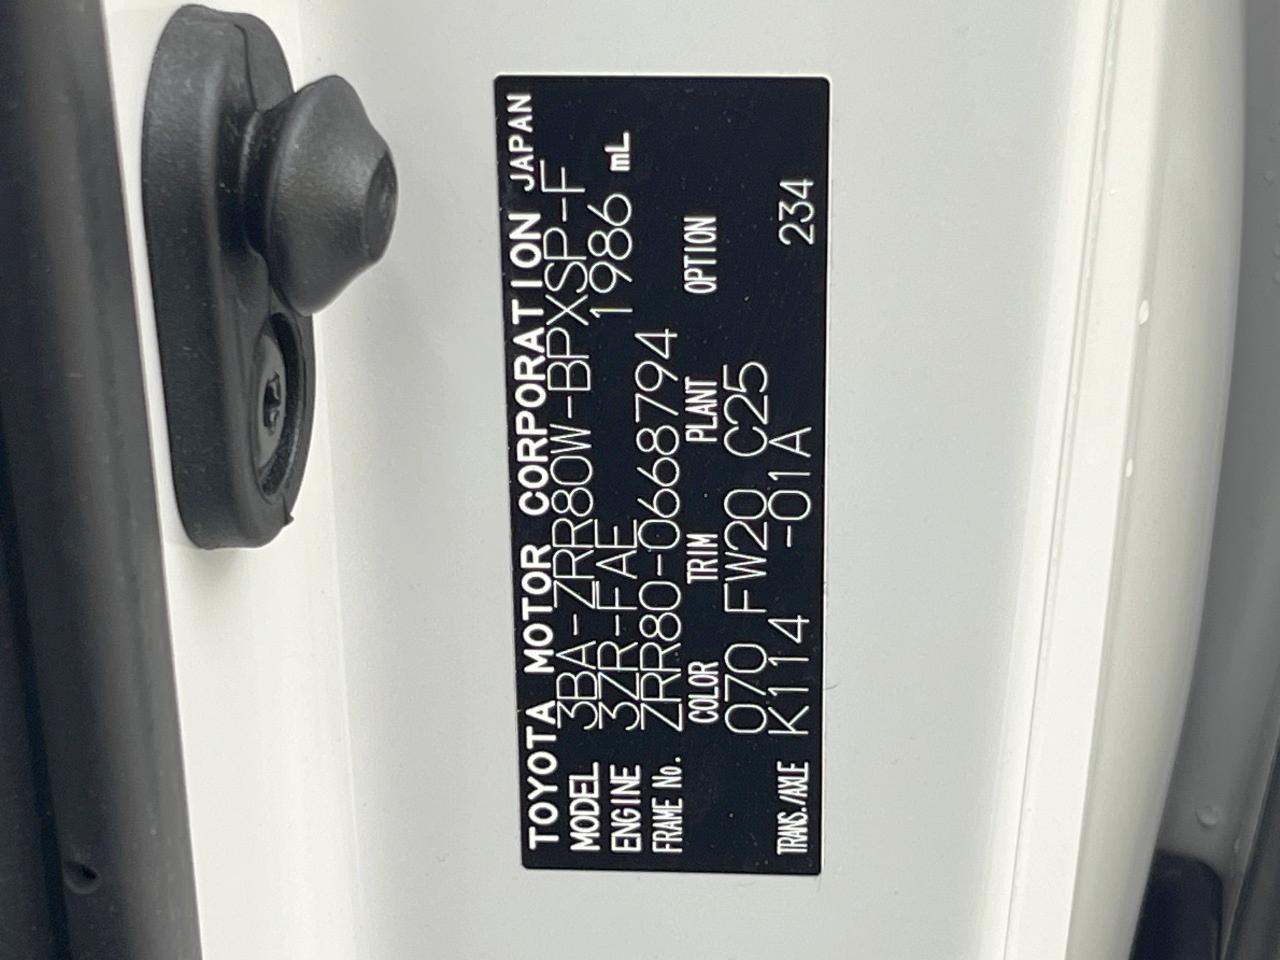 TOYOTA MOTOR CORPORATION JAPAN
MODEL 3BA-ZRR80W-BPXSP-F
ENGINE 3ZR-FAE 1986 mL
FRAME No. ZRR80-0668794
COLOR TRIM PLANT OPTION
070 FW20 C25
TRANS./AXLE K114 -01A 234